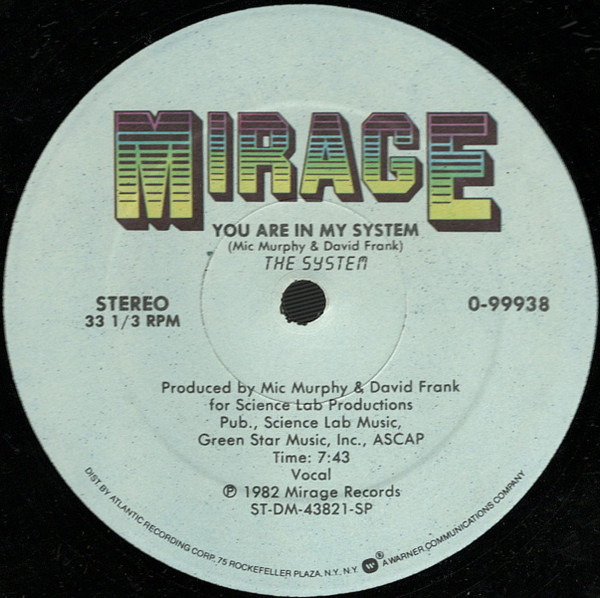 MIRAGE
YOU ARE IN MY SYSTEM
(Mic Murphy & David Frank)
THE SYSTEM
STEREO
33 1/3 RPM
0-99938
Produced by Mic Murphy & David Frank
for Science Lab Productions
Pub., Science Lab Music,
Green Star Music, Inc., ASCAP
Time: 7:43
Vocal
℗ 1982 Mirage Records
ST-DM-43821-SP
DIST. BY ATLANTIC RECORDING CORP., 75 ROCKEFELLER PLAZA, N.Y., N.Y. W ® A WARNER COMMUNICATIONS COMPANY